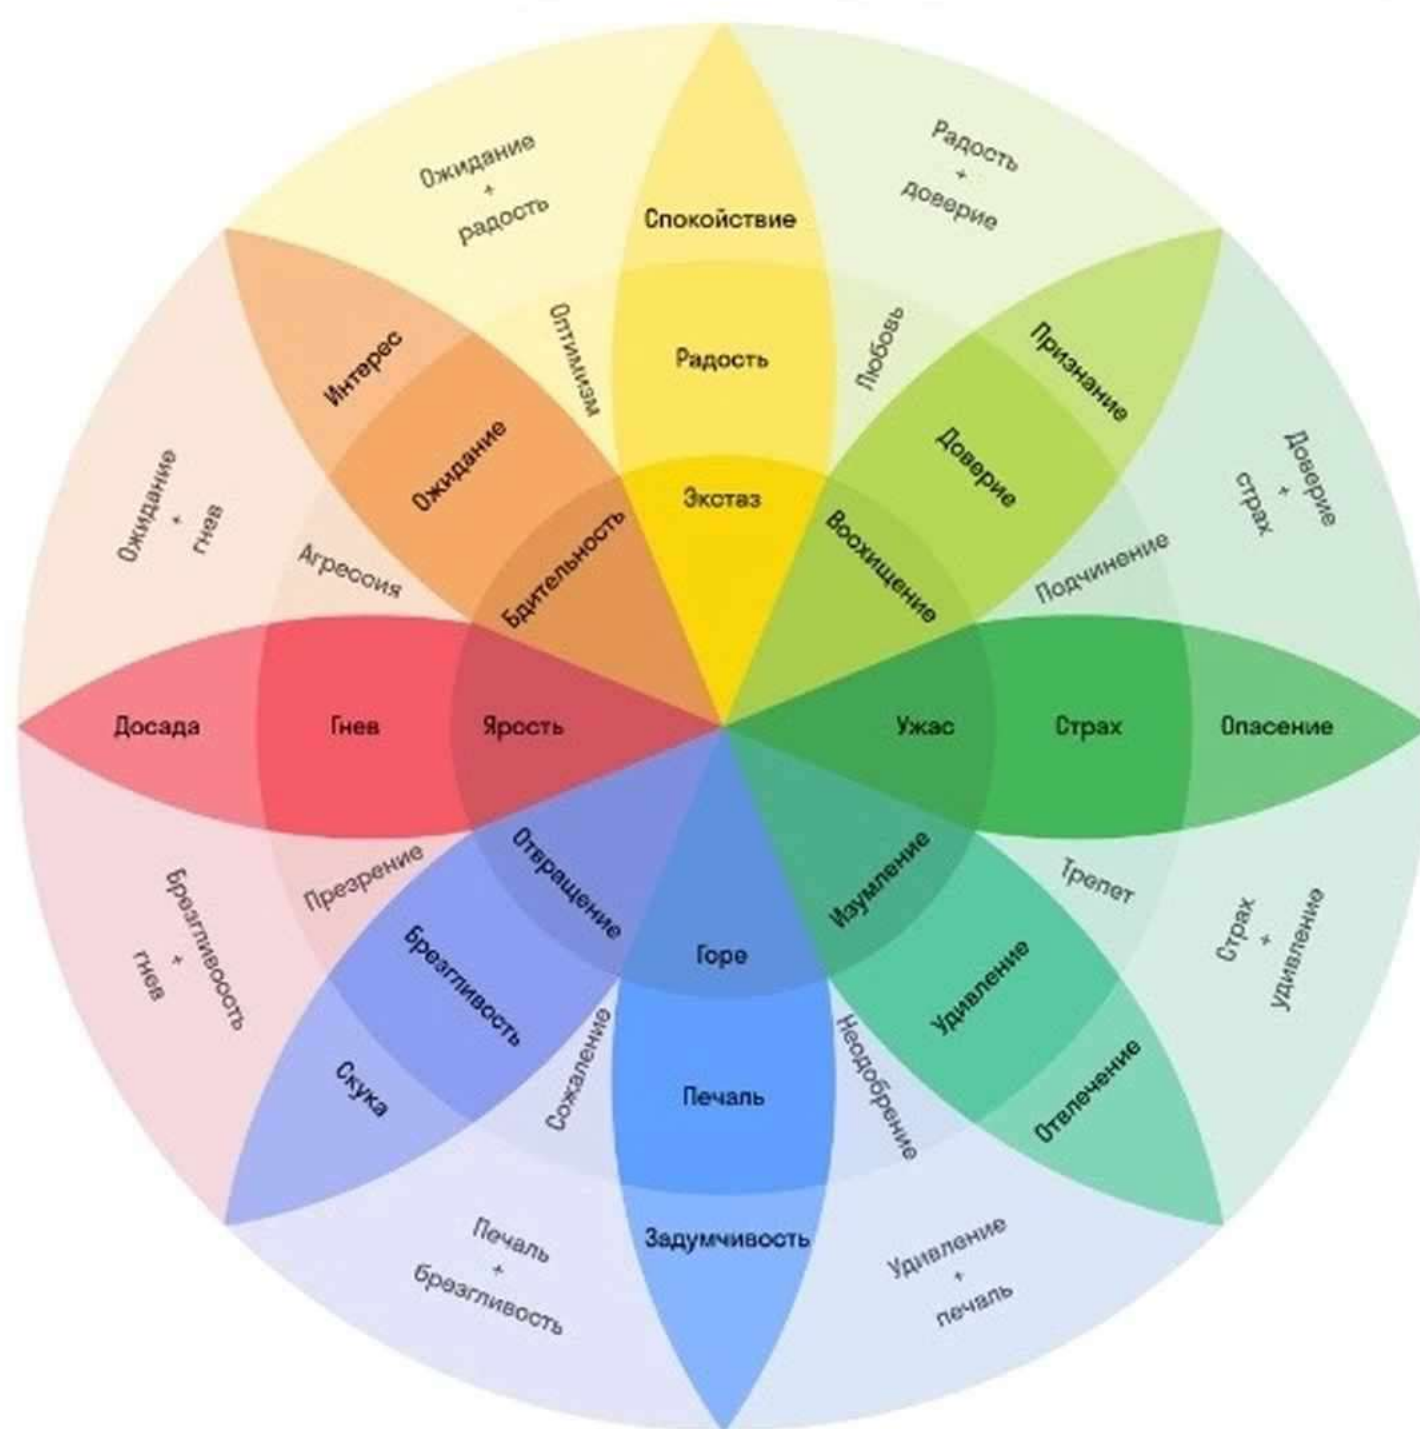 Ожидание
+
радость
Радость
+
доверие
Спокойствие
Оптимизм
Радость
Любовь
Интерес
Признание
Ожидание
Доверие
Экстаз
Ожидание
+
гнев
Доверие
+
страх
Агрессия
Бдительность
Восхищение
Подчинение
Досада
Гнев
Ярость
Ужас
Страх
Опасение
Презрение
Отвращение
Изумление
Трепет
Брезгливоость
+
гнев
Страх
+
удивление
Брезгливость
Горе
Удивление
Скука
Сожаление
Печаль
Неодобрение
Отвлечение
Задумчивость
Печаль
+
брезгливость
Удивление
+
печаль